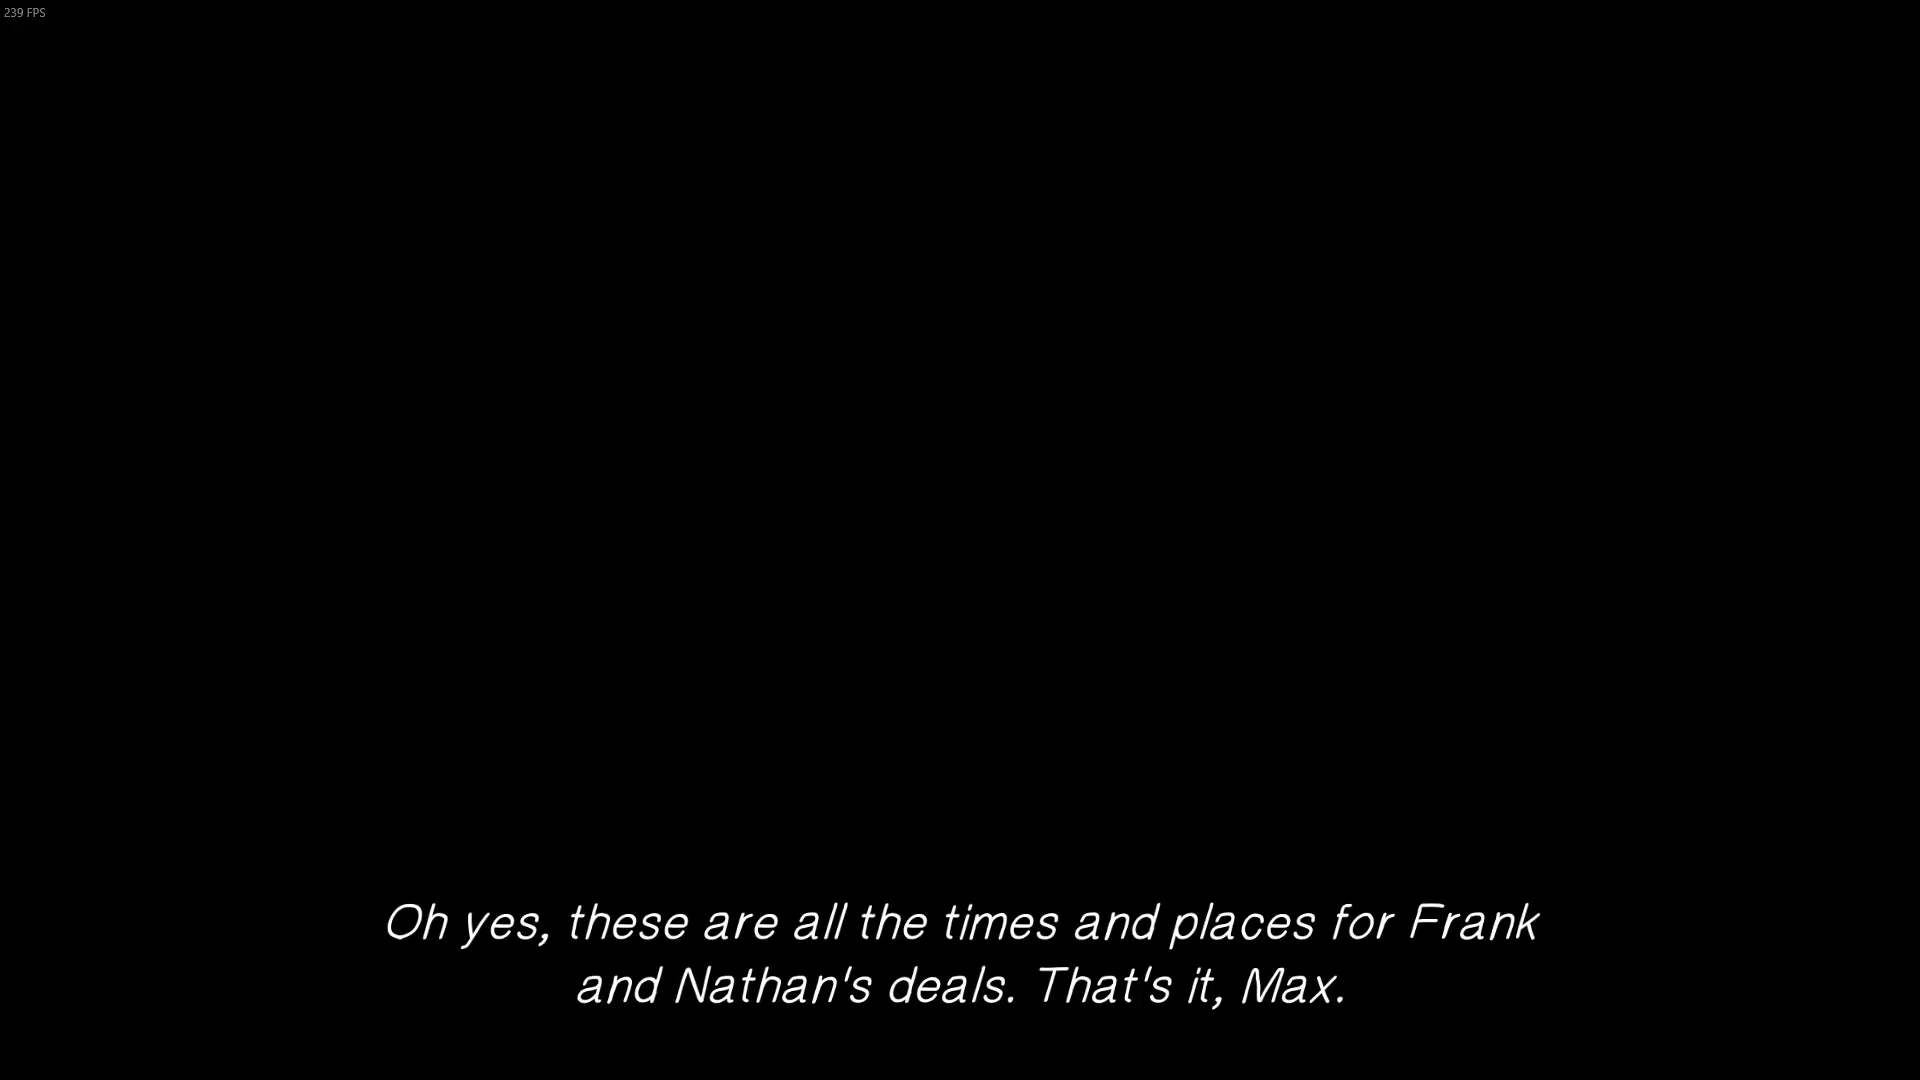 239 FPS
Oh yes, these are all the times and places for Frank
and Nathan's deals. That's it, Max.